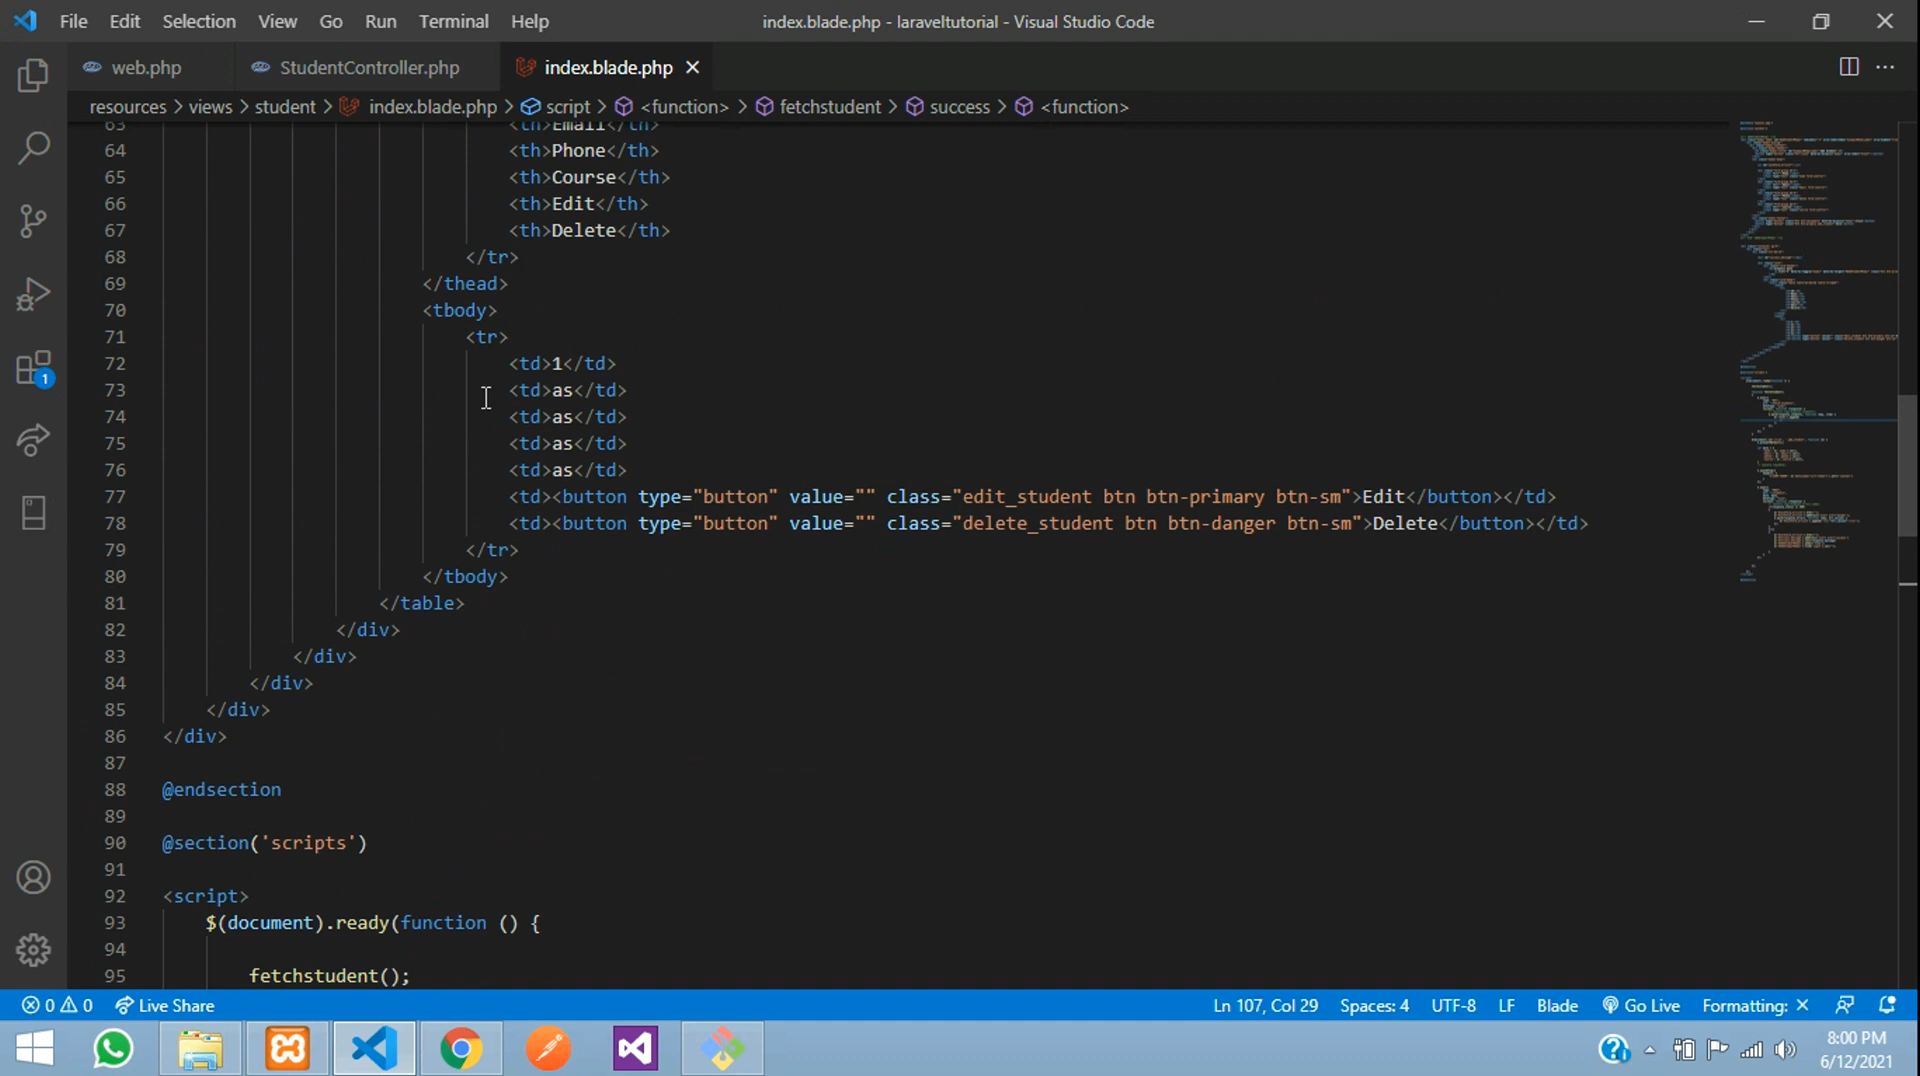 File Edit Selection View Go Run Terminal Help index.blade.php - laraveltutorial - Visual Studio Code
web.php StudentController.php index.blade.php
resources > views > student > index.blade.php > script > <function> > fetchstudent > success > <function>
63 <th>Email</th>
64 <th>Phone</th>
65 <th>Course</th>
66 <th>Edit</th>
67 <th>Delete</th>
68 </tr>
69 </thead>
70 <tbody>
71 <tr>
72 <td>1</td>
73 <td>as</td>
74 <td>as</td>
75 <td>as</td>
76 <td>as</td>
77 <td><button type="button" value="" class="edit_student btn btn-primary btn-sm">Edit</button></td>
78 <td><button type="button" value="" class="delete_student btn btn-danger btn-sm">Delete</button></td>
79 </tr>
80 </tbody>
81 </table>
82 </div>
83 </div>
84 </div>
85 </div>
86 </div>
87
88 @endsection
89
90 @section('scripts')
91
92 <script>
93 $(document).ready(function () {
94
95 fetchstudent();
1
0 0 Live Share Ln 107, Col 29 Spaces: 4 UTF-8 LF Blade Go Live Formatting: ×
8:00 PM
6/12/2021